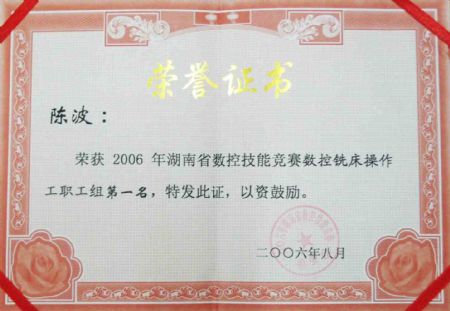 荣誉证书
陈波：
荣获 2006 年湖南省数控技能竞赛数控铣床操作
工职工组第一名，特发此证，以资鼓励。
二〇〇六年八月